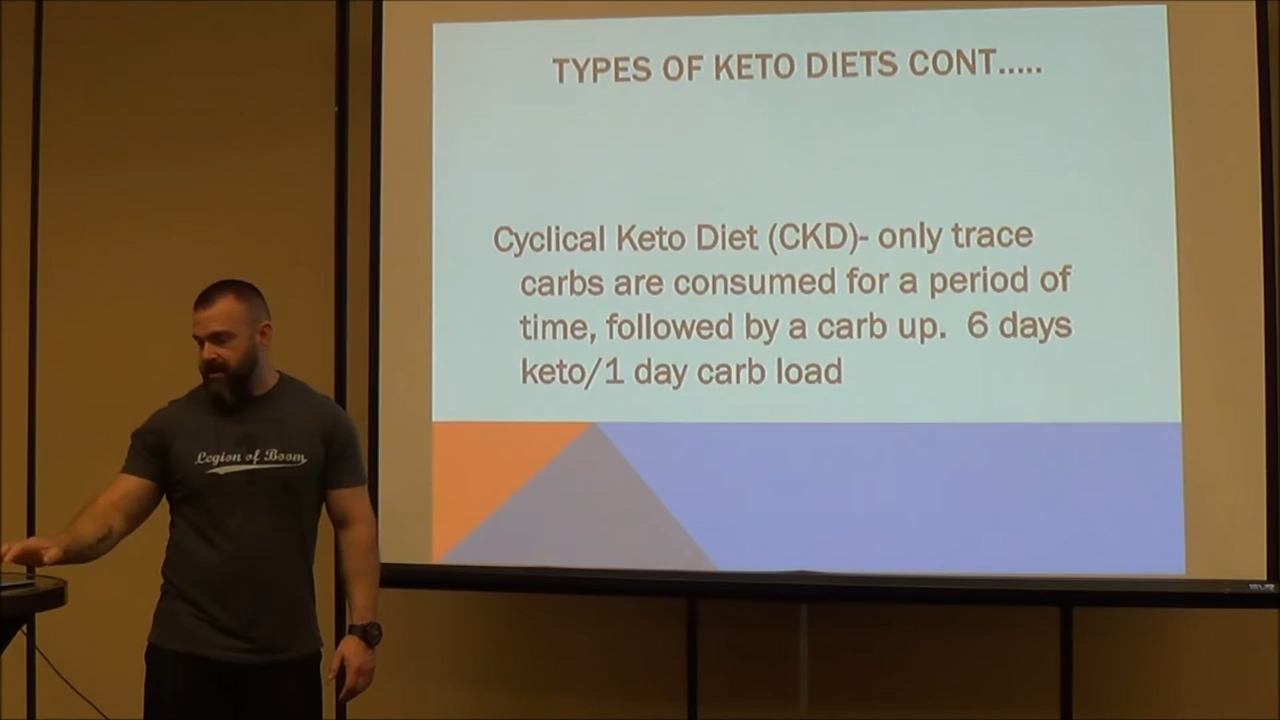 TYPES OF KETO DIETS CONT.....
Cyclical Keto Diet (CKD)- only trace
carbs are consumed for a period of
time, followed by a carb up.  6 days
keto/1 day carb load
Legion of Boom